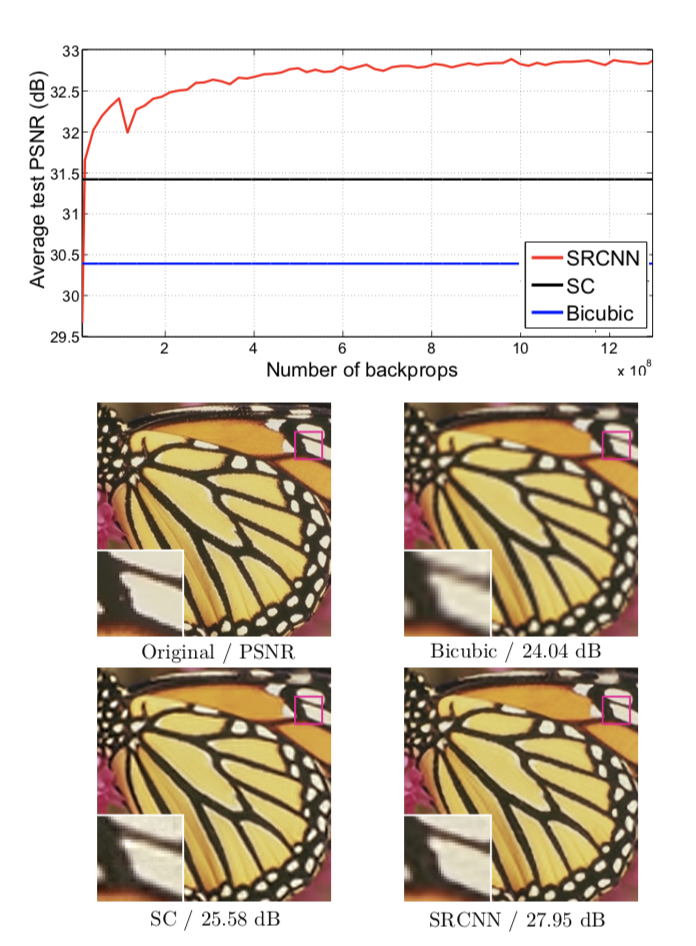 33
32.5
32
31.5
31
30.5
30
29.5
Average test PSNR (dB)
SRCNN
SC
Bicubic
2 4 6 8 10 12
Number of backprops
x 10^8
Original / PSNR
Bicubic / 24.04 dB
SC / 25.58 dB
SRCNN / 27.95 dB